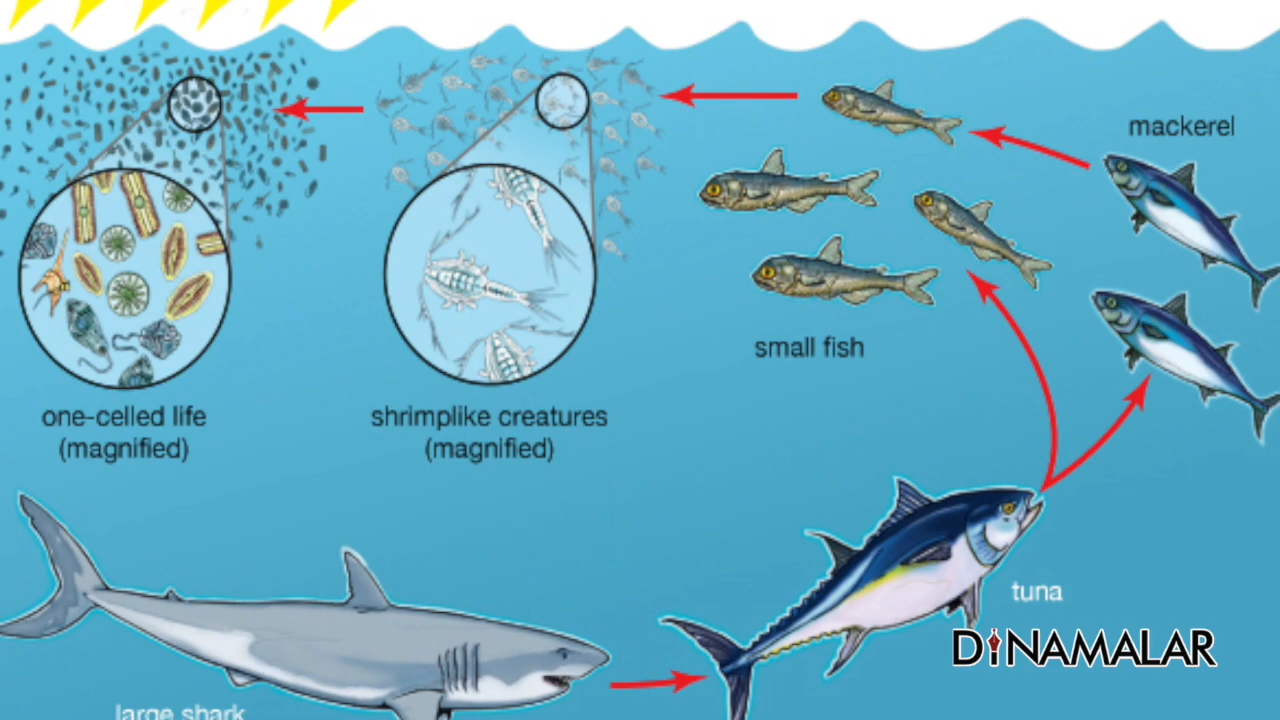 mackerel
small fish
one-celled life
(magnified)
shrimplike creatures
(magnified)
tuna
DiNAMALAR
large shark